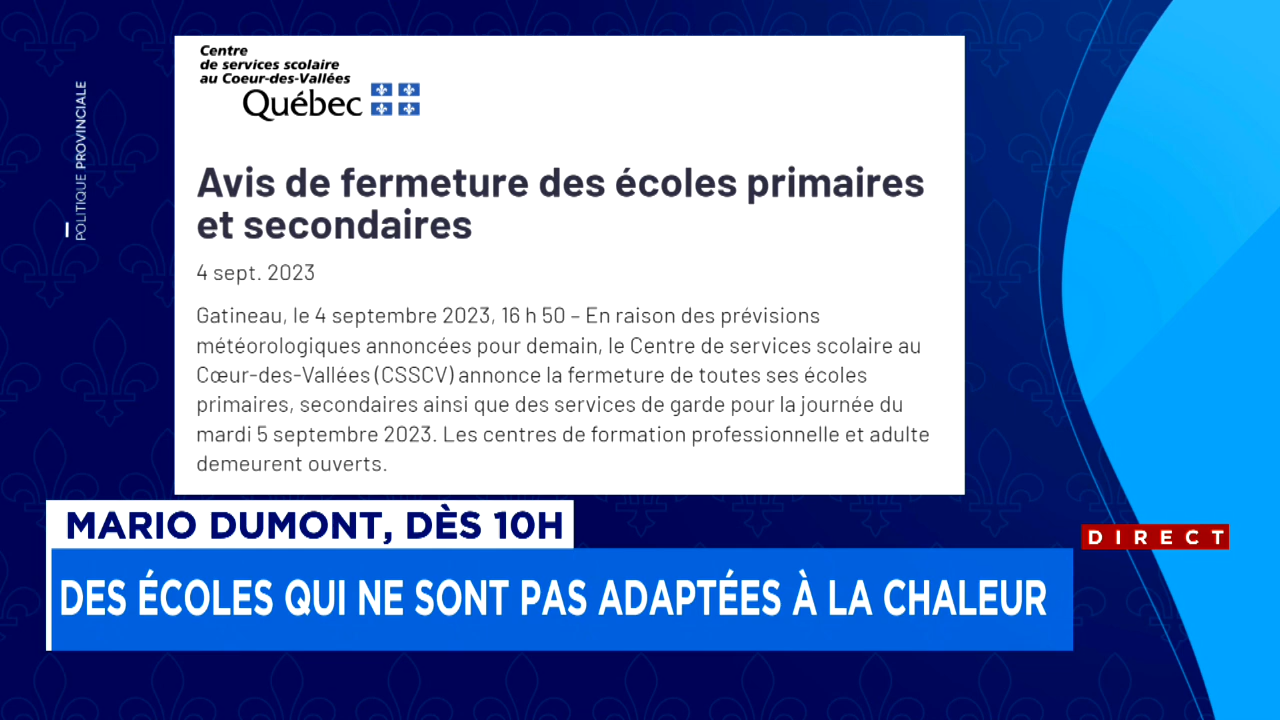 POLITIQUE PROVINCIALE
Centre
de services scolaire
au Coeur-des-Vallées
Québec
Avis de fermeture des écoles primaires
et secondaires
4 sept. 2023
Gatineau, le 4 septembre 2023, 16 h 50 – En raison des prévisions
météorologiques annoncées pour demain, le Centre de services scolaire au
Cœur-des-Vallées (CSSCV) annonce la fermeture de toutes ses écoles
primaires, secondaires ainsi que des services de garde pour la journée du
mardi 5 septembre 2023. Les centres de formation professionnelle et adulte
demeurent ouverts.
MARIO DUMONT, DÈS 10H
DIRECT
DES ÉCOLES QUI NE SONT PAS ADAPTÉES À LA CHALEUR